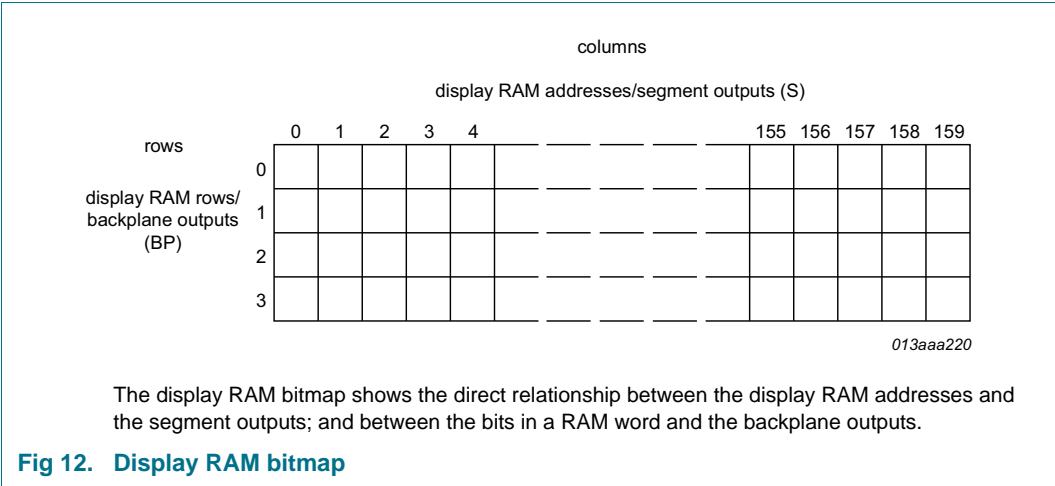 columns
display RAM addresses/segment outputs (S)
0 1 2 3 4 155 156 157 158 159
rows
0
display RAM rows/
backplane outputs
(BP)
1
2
3
013aaa220
The display RAM bitmap shows the direct relationship between the display RAM addresses and
the segment outputs; and between the bits in a RAM word and the backplane outputs.
Fig 12. Display RAM bitmap